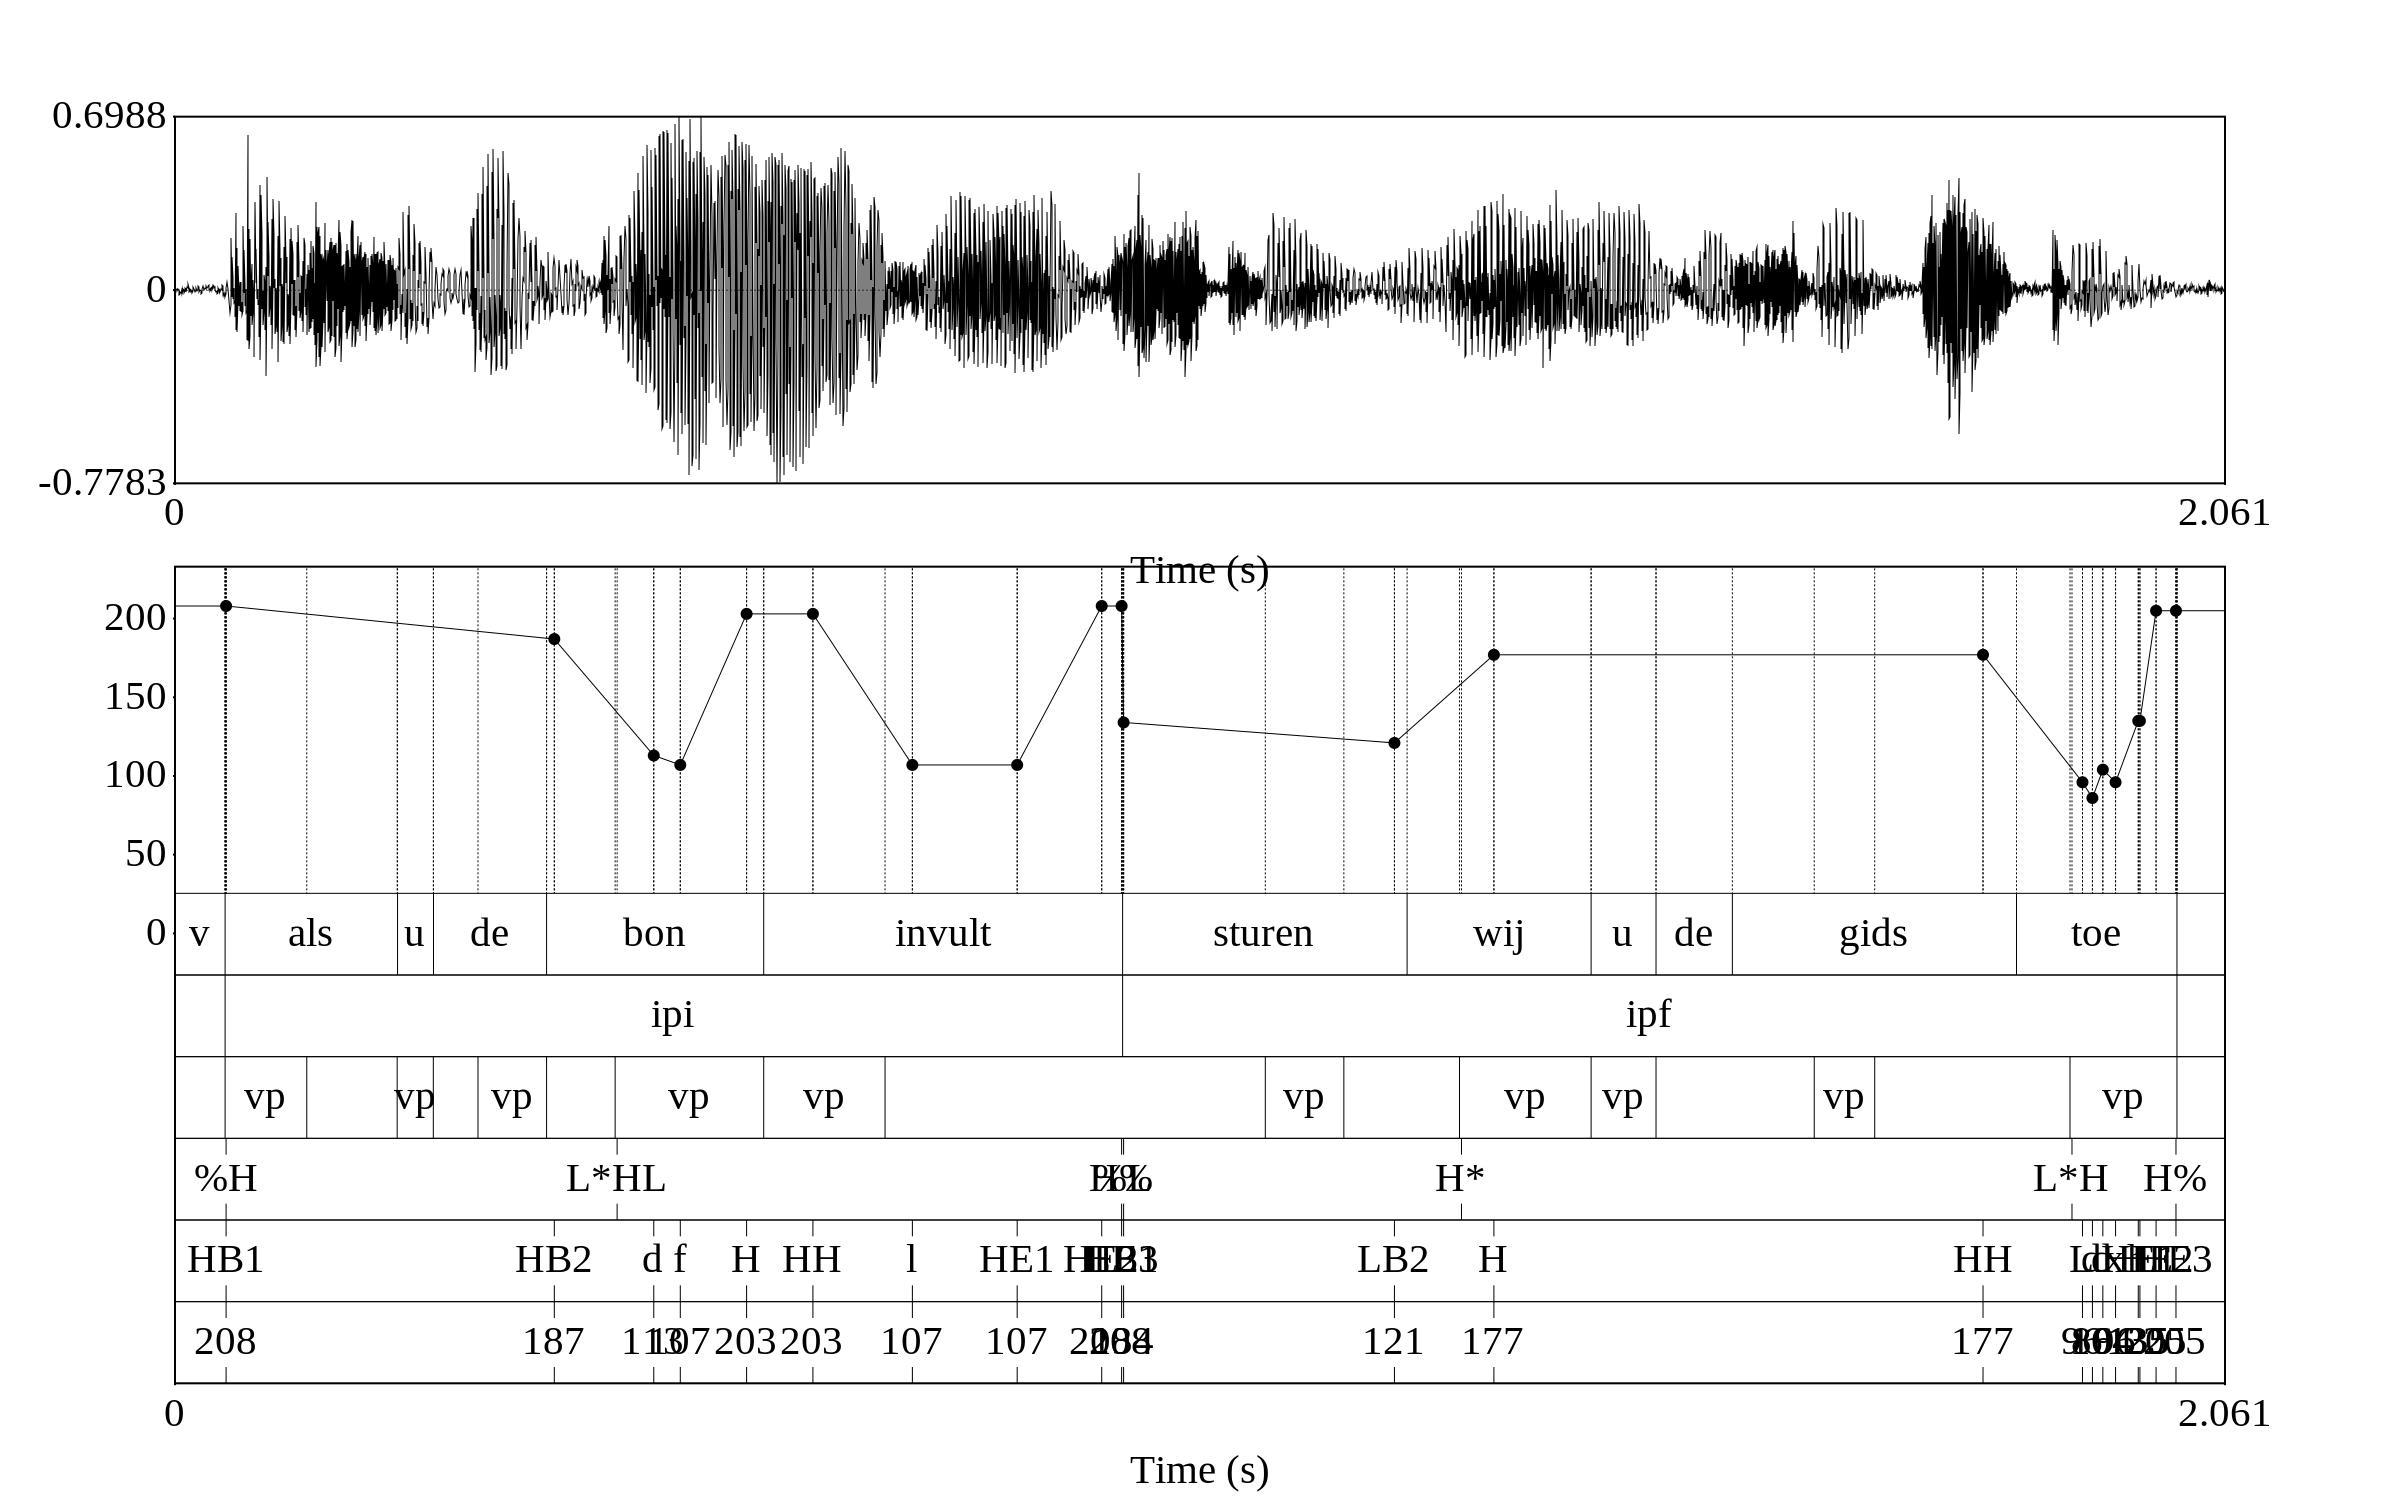 0.6988
0
-0.7783
0 2.061
Time (s)
200
150
100
50
0
v als u de bon invult sturen wij u de gids toe
ipi ipf
vp vp vp vp vp vp vp vp vp vp
%H L*HL H% %L H* L*H H%
HB1 HB2 d f H HH l HE1 LB2 H HH
208 187 113 107 203 203 107 107 121 177 177
0 2.061
Time (s)